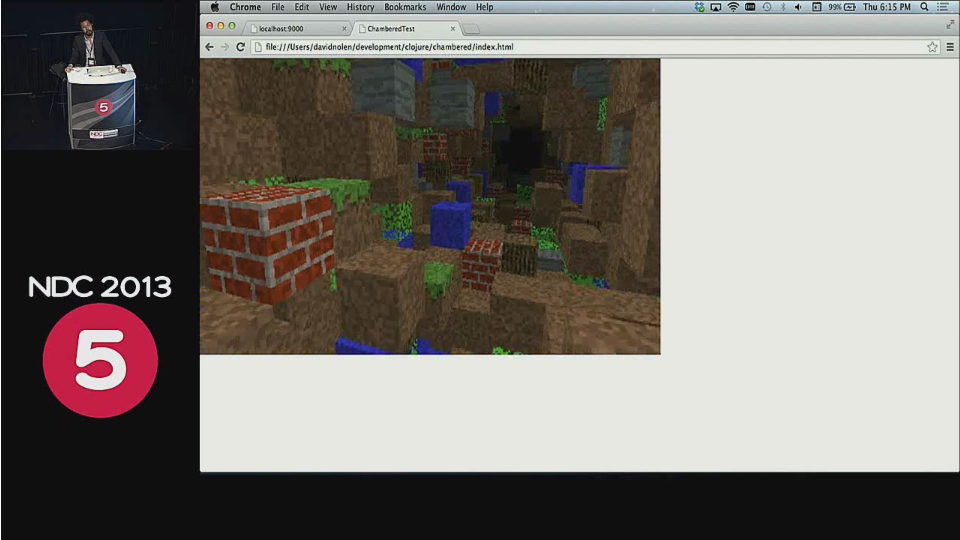 Chrome File Edit View History Bookmarks Window Help 99% Thu 6:15 PM
localhost:9000 ChamberedTest
file:///Users/davidnolen/development/clojure/chambered/index.html
5
NDC
NDC 2013
5